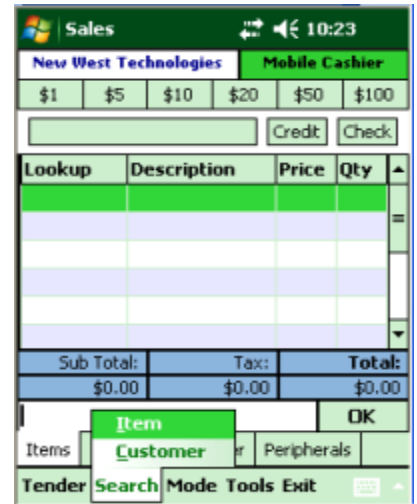 Sales 10:23
New West Technologies Mobile Cashier
$1 $5 $10 $20 $50 $100
Credit Check
Lookup Description Price Qty
Sub Total: Tax: Total:
$0.00 $0.00 $0.00
Item OK
Items Customer Peripherals
Tender Search Mode Tools Exit